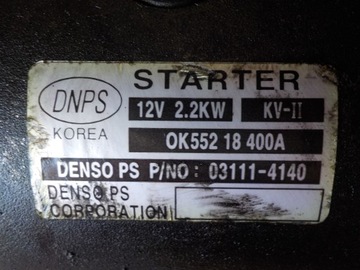 STARTER
DNPS
12V 2.2KW KV-II
KOREA
OK552 18 400A
DENSO PS P/NO : 03111-4140
DENSO PS
CORPORATION